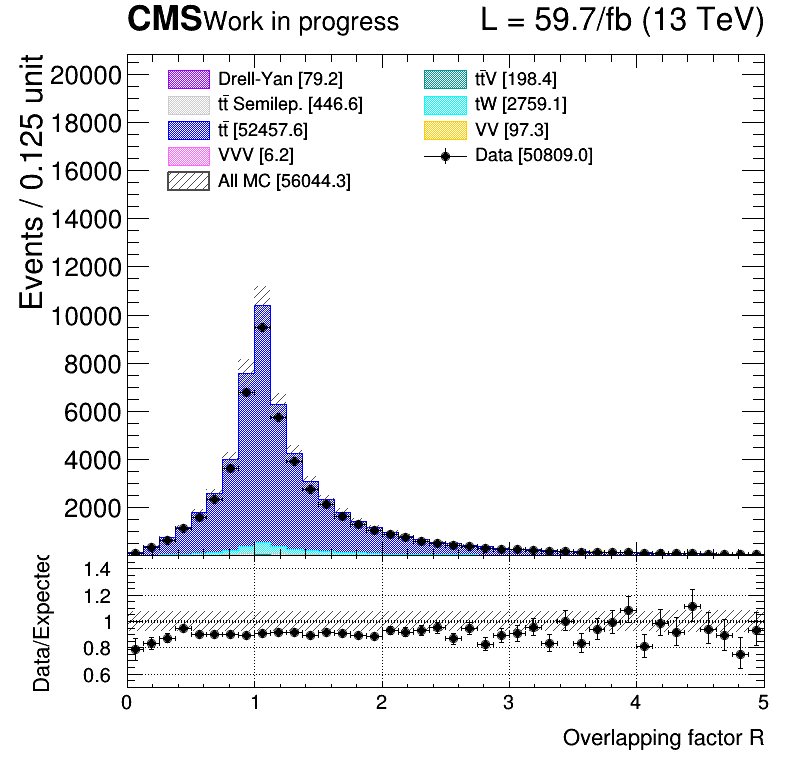 CMS Work in progress L = 59.7/fb (13 TeV)
Events / 0.125 unit
20000
18000
16000
14000
12000
10000
8000
6000
4000
2000
Drell-Yan [79.2]
tt̄ Semilep. [446.6]
tt̄ [52457.6]
VVV [6.2]
All MC [56044.3]
tt̄V [198.4]
tW [2759.1]
VV [97.3]
Data [50809.0]
Data/Expected
1.4
1.2
1
0.8
0.6
0 1 2 3 4 5
Overlapping factor R